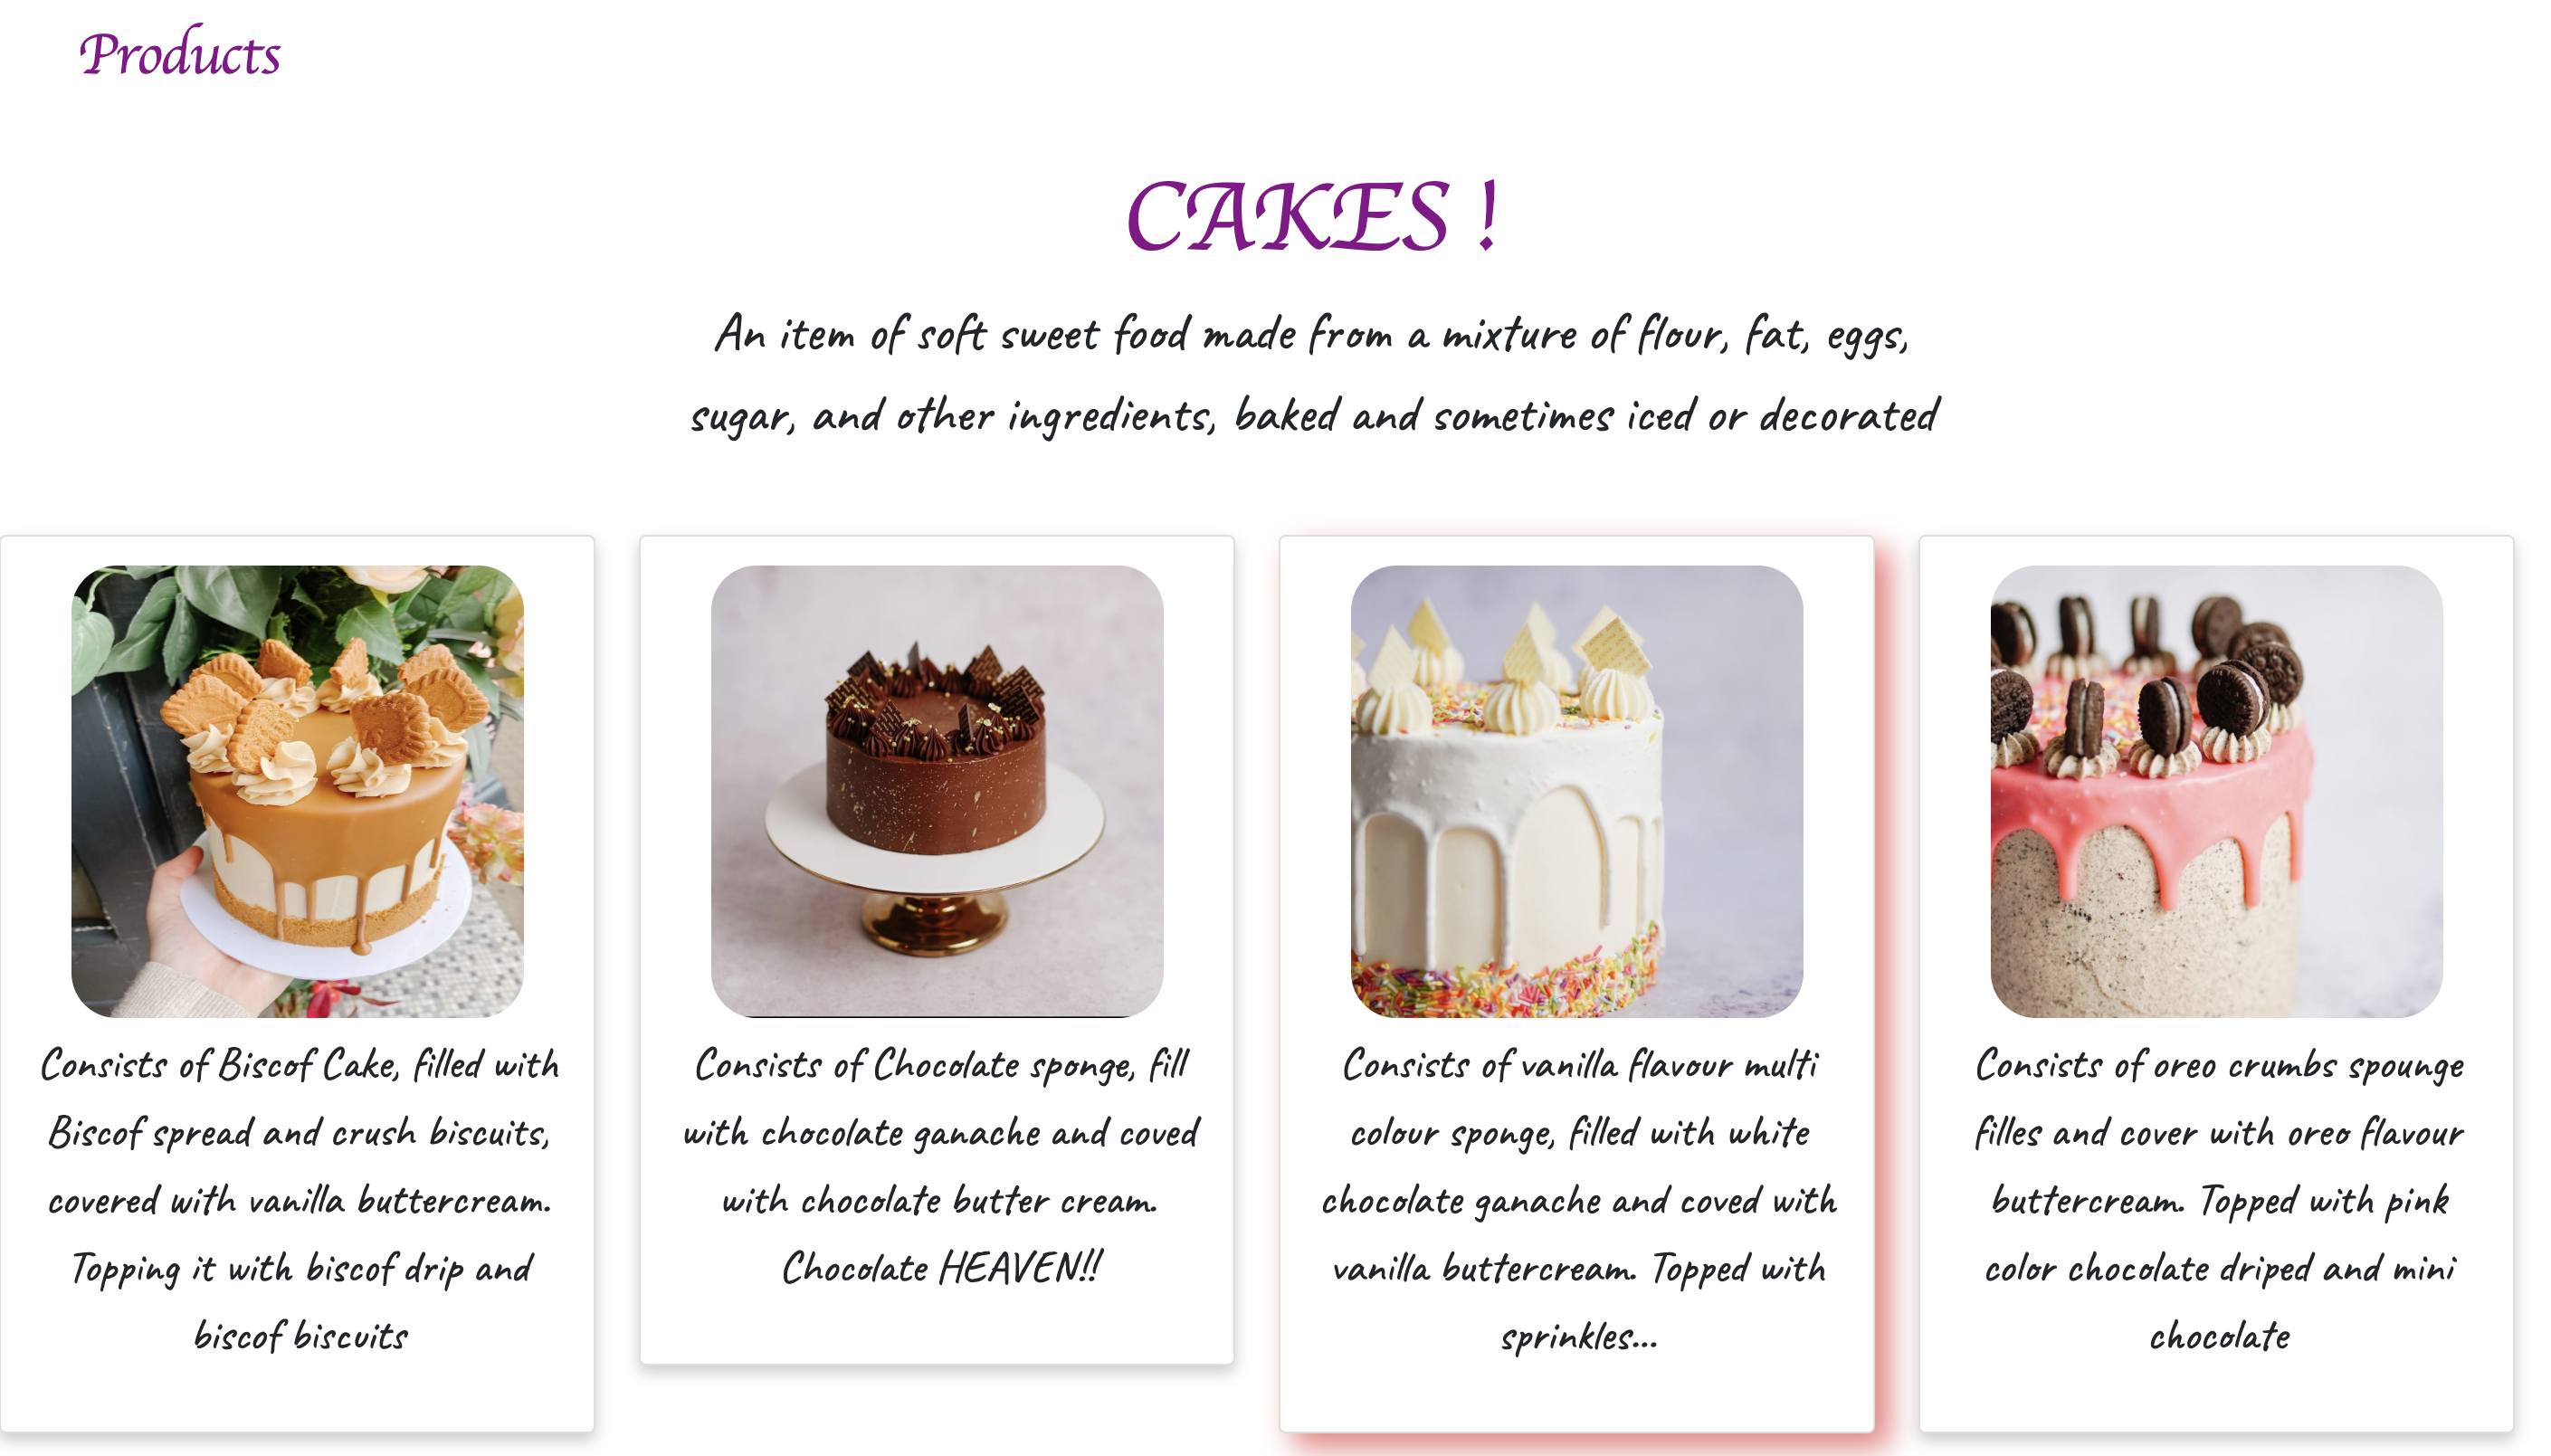 Products
CAKES !
An item of soft sweet food made from a mixture of flour, fat, eggs,
sugar, and other ingredients, baked and sometimes iced or decorated
Consists of Biscof Cake, filled with
Biscof spread and crush biscuits,
covered with vanilla buttercream.
Topping it with biscof drip and
biscof biscuits
Consists of Chocolate sponge, fill
with chocolate ganache and coved
with chocolate butter cream.
Chocolate HEAVEN!!
Consists of vanilla flavour multi
colour sponge, filled with white
chocolate ganache and coved with
vanilla buttercream. Topped with
sprinkles...
Consists of oreo crumbs spounge
filles and cover with oreo flavour
buttercream. Topped with pink
color chocolate driped and mini
chocolate